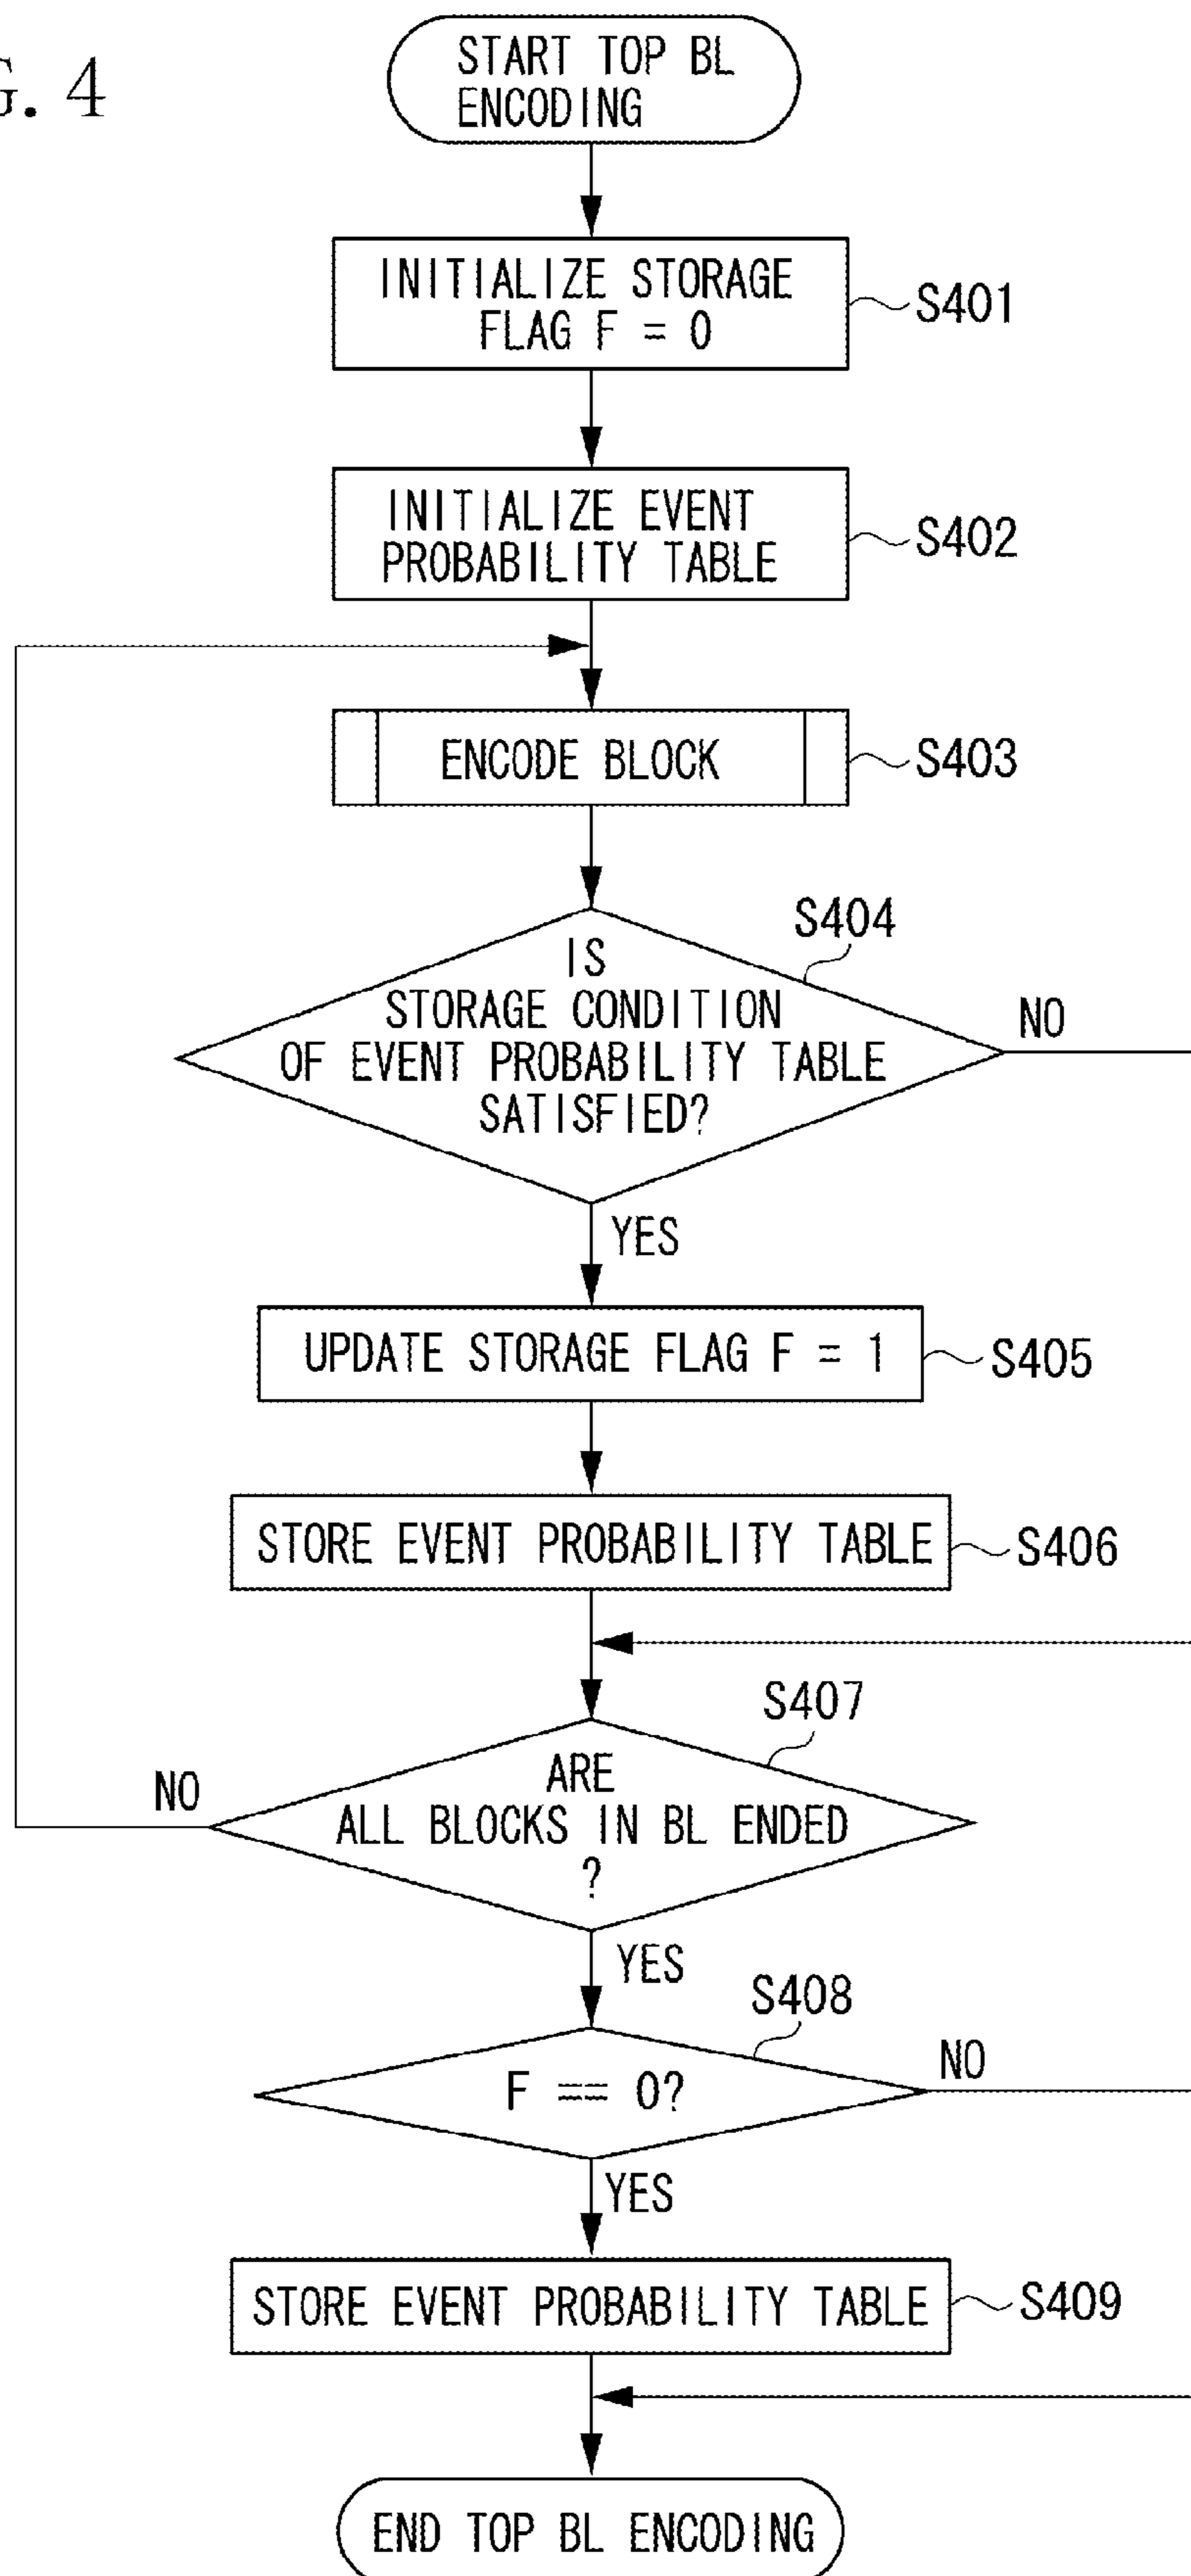 G. 4
START TOP BL
ENCODING
INITIALIZE STORAGE
FLAG F = 0
S401
INITIALIZE EVENT
PROBABILITY TABLE
S402
ENCODE BLOCK
S403
S404
IS
STORAGE CONDITION
OF EVENT PROBABILITY TABLE
SATISFIED?
NO
YES
UPDATE STORAGE FLAG F = 1
S405
STORE EVENT PROBABILITY TABLE
S406
S407
ARE
ALL BLOCKS IN BL ENDED
?
NO
YES
S408
F == 0?
NO
YES
STORE EVENT PROBABILITY TABLE
S409
END TOP BL ENCODING